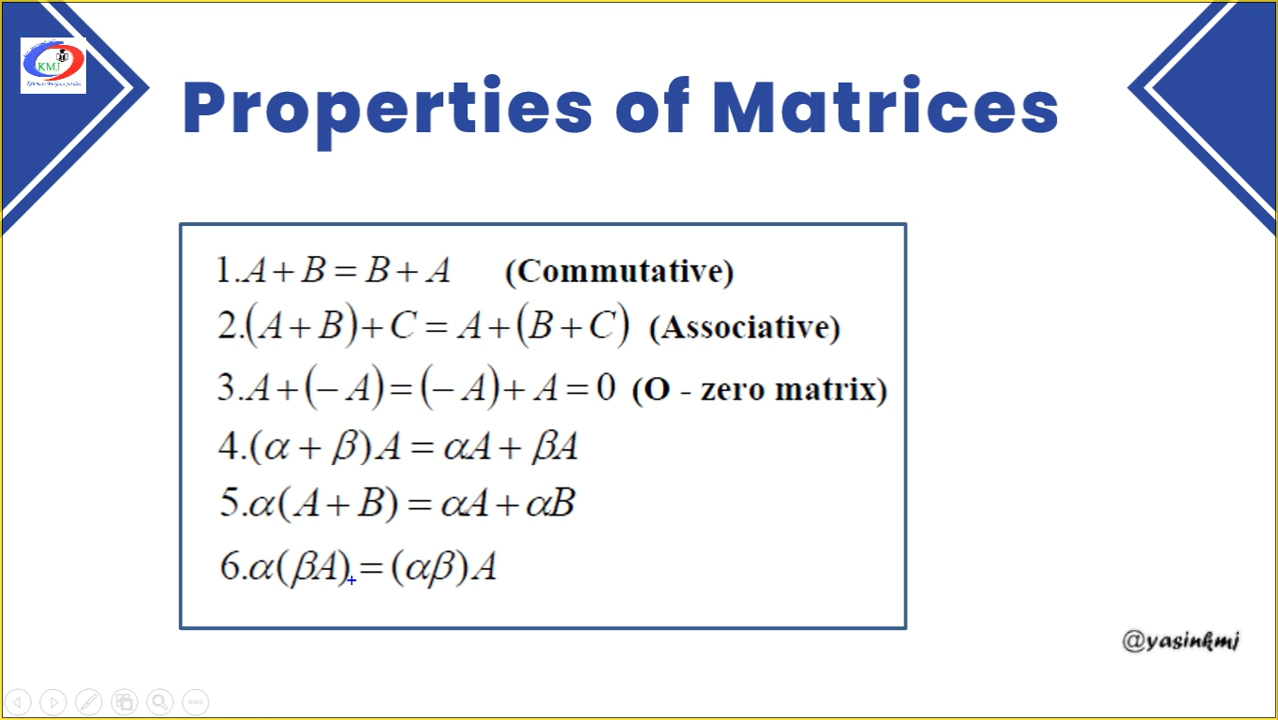 KMJ
Properties of Matrices
1.A + B = B + A (Commutative)
2.(A + B) + C = A + (B + C) (Associative)
3.A + (− A) = (− A) + A = 0 (O - zero matrix)
4.(α + β)A = αA + βA
5.α(A + B) = αA + αB
6.α(βA) = (αβ)A
@yasinkmj